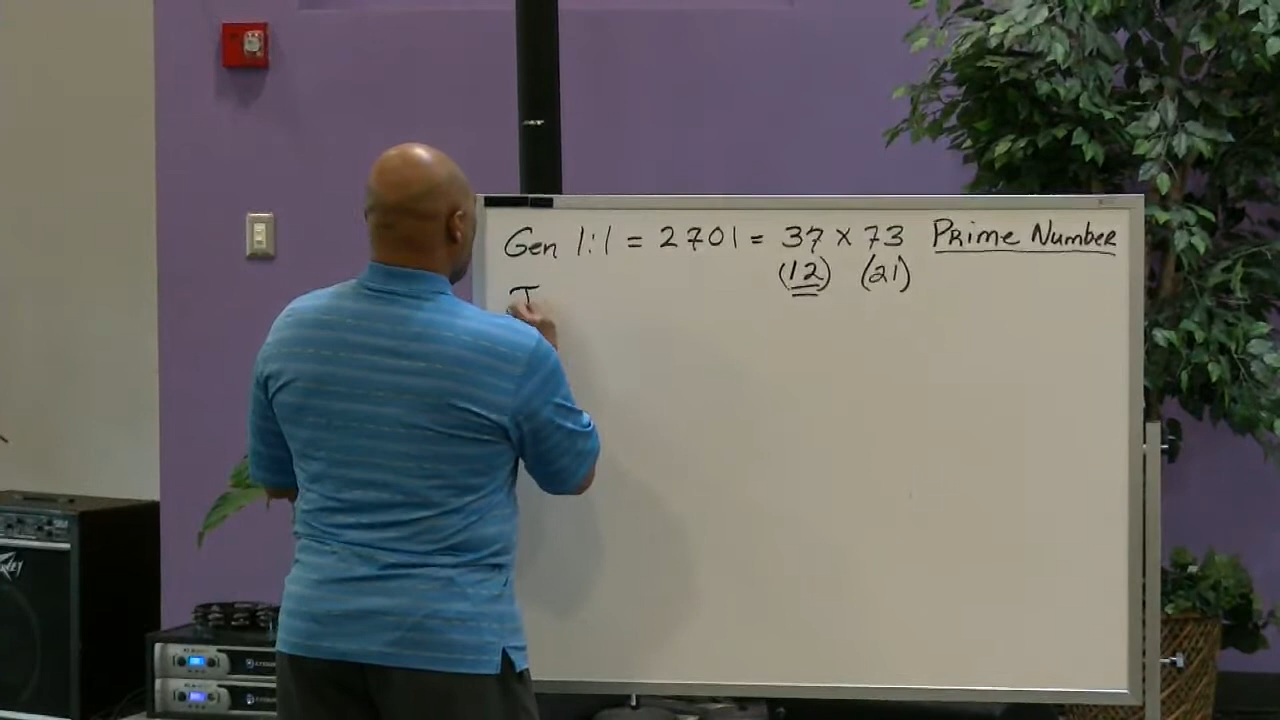 Gen 1:1 = 2701 = 37 x 73 Prime Number
(12) (21)